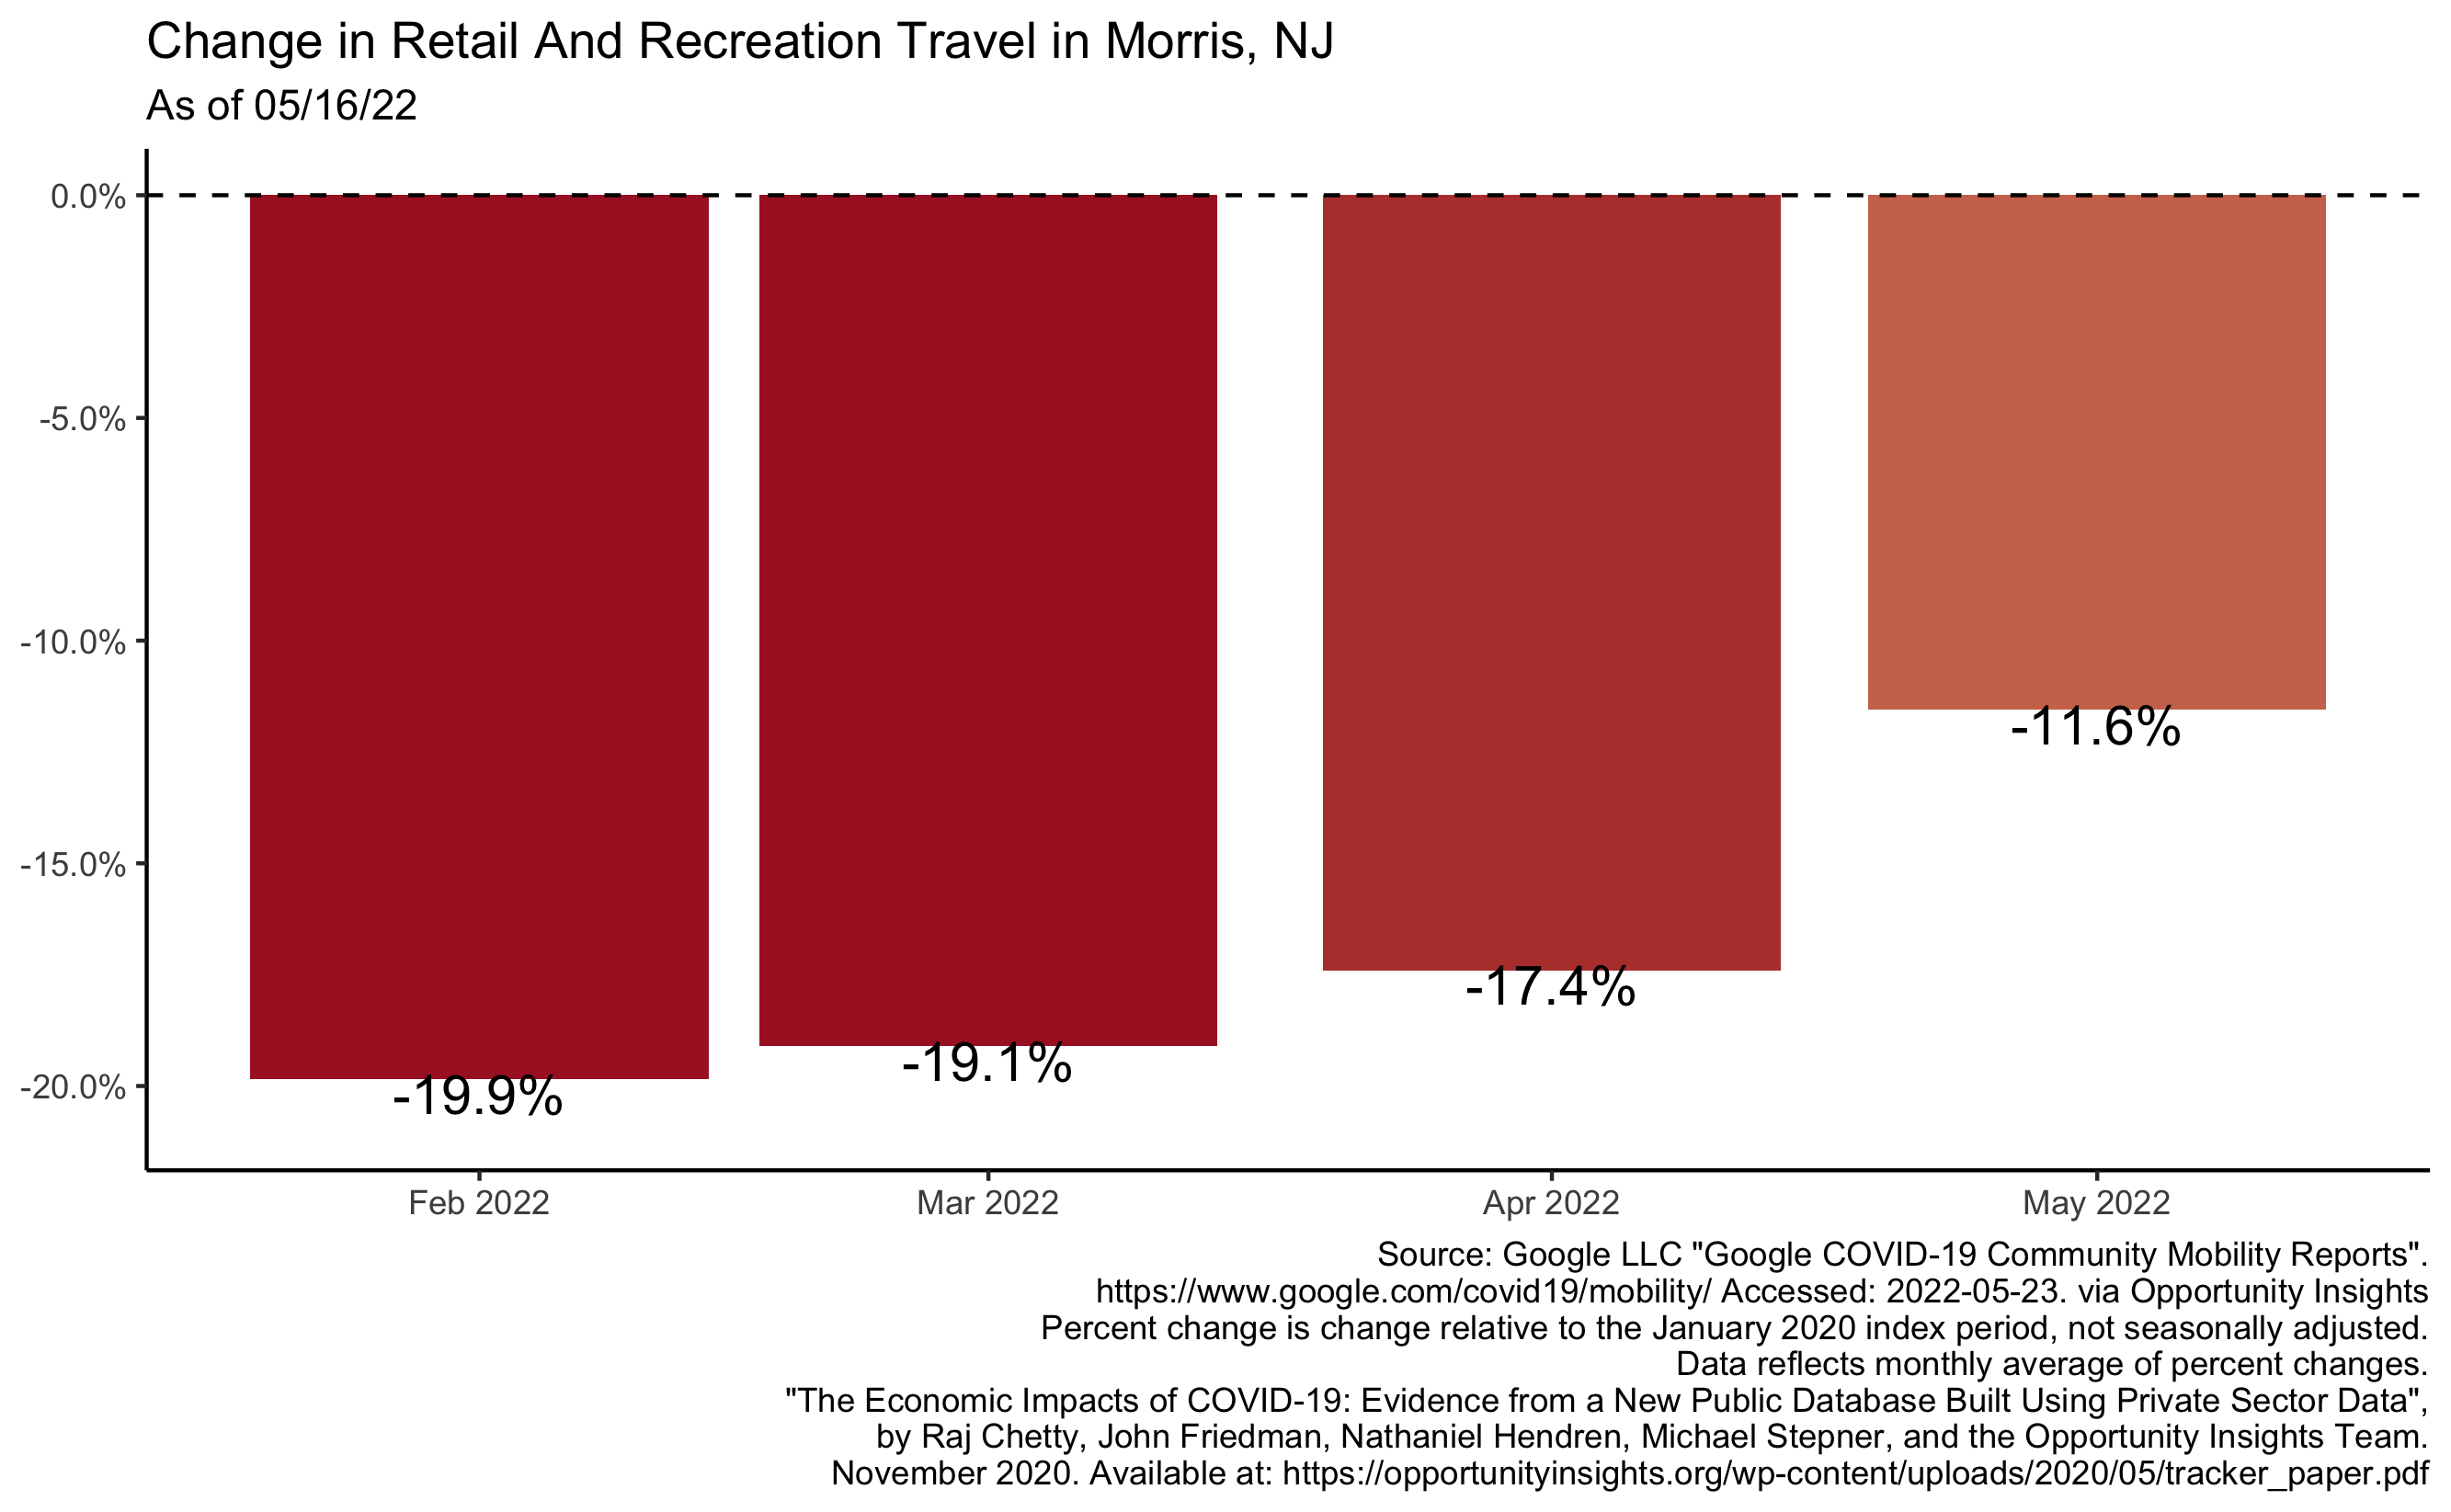 Change in Retail And Recreation Travel in Morris, NJ
As of 05/16/22
0.0%
-5.0%
-10.0%
-15.0%
-20.0%
-19.9%
-19.1%
-17.4%
-11.6%
Feb 2022
Mar 2022
Apr 2022
May 2022
Source: Google LLC "Google COVID-19 Community Mobility Reports".
https://www.google.com/covid19/mobility/ Accessed: 2022-05-23. via Opportunity Insights
Percent change is change relative to the January 2020 index period, not seasonally adjusted.
Data reflects monthly average of percent changes.
"The Economic Impacts of COVID-19: Evidence from a New Public Database Built Using Private Sector Data",
by Raj Chetty, John Friedman, Nathaniel Hendren, Michael Stepner, and the Opportunity Insights Team.
November 2020. Available at: https://opportunityinsights.org/wp-content/uploads/2020/05/tracker_paper.pdf